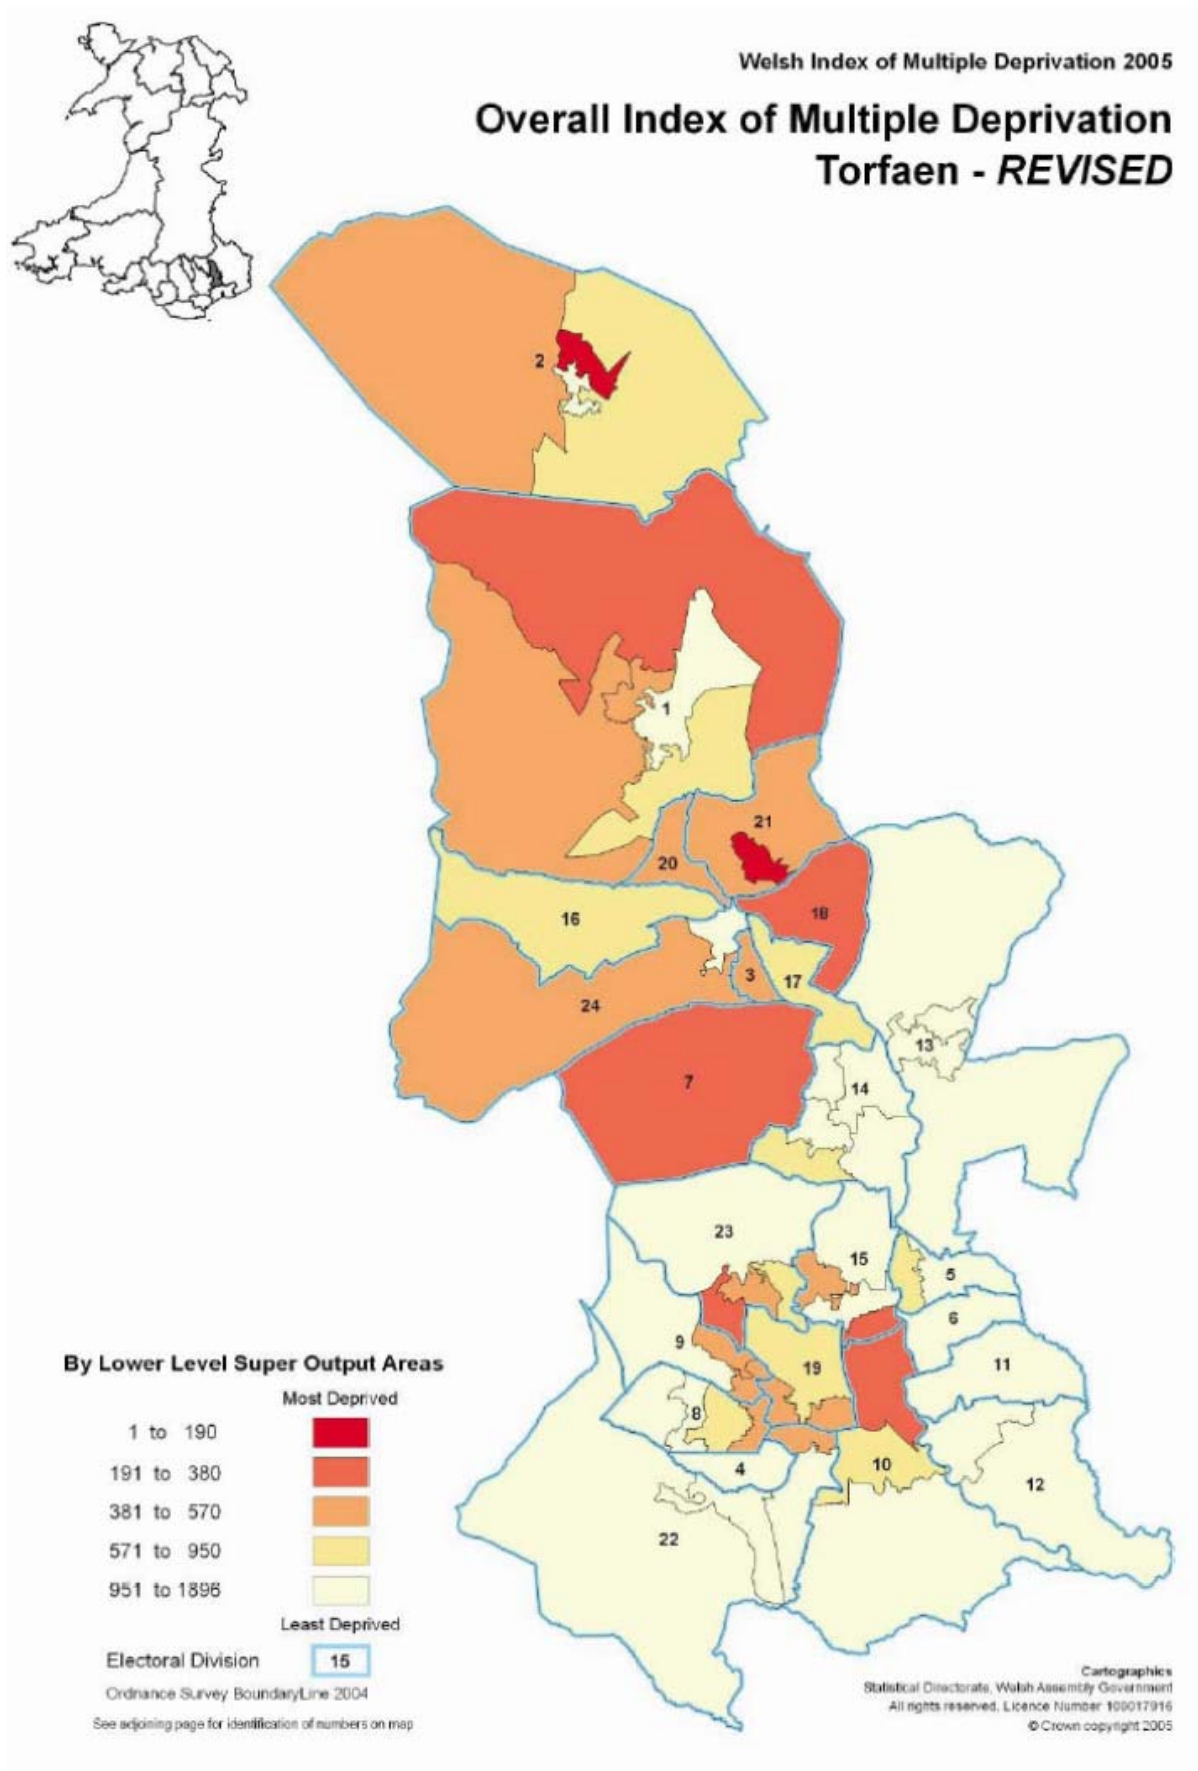 Welsh Index of Multiple Deprivation 2005
Overall Index of Multiple Deprivation
Torfaen - REVISED
2
1
21
20
18
16
3
17
24
13
7
14
23
15
5
6
9
19
11
8
10
4
12
22
By Lower Level Super Output Areas
Most Deprived
1 to 190
191 to 380
381 to 570
571 to 950
951 to 1896
Least Deprived
Electoral Division 15
Ordnance Survey BoundaryLine 2004
See adjoining page for identification of numbers on map
Cartographics
Statistical Directorate, Welsh Assembly Government
All rights reserved. Licence Number 100017916
© Crown copyright 2005